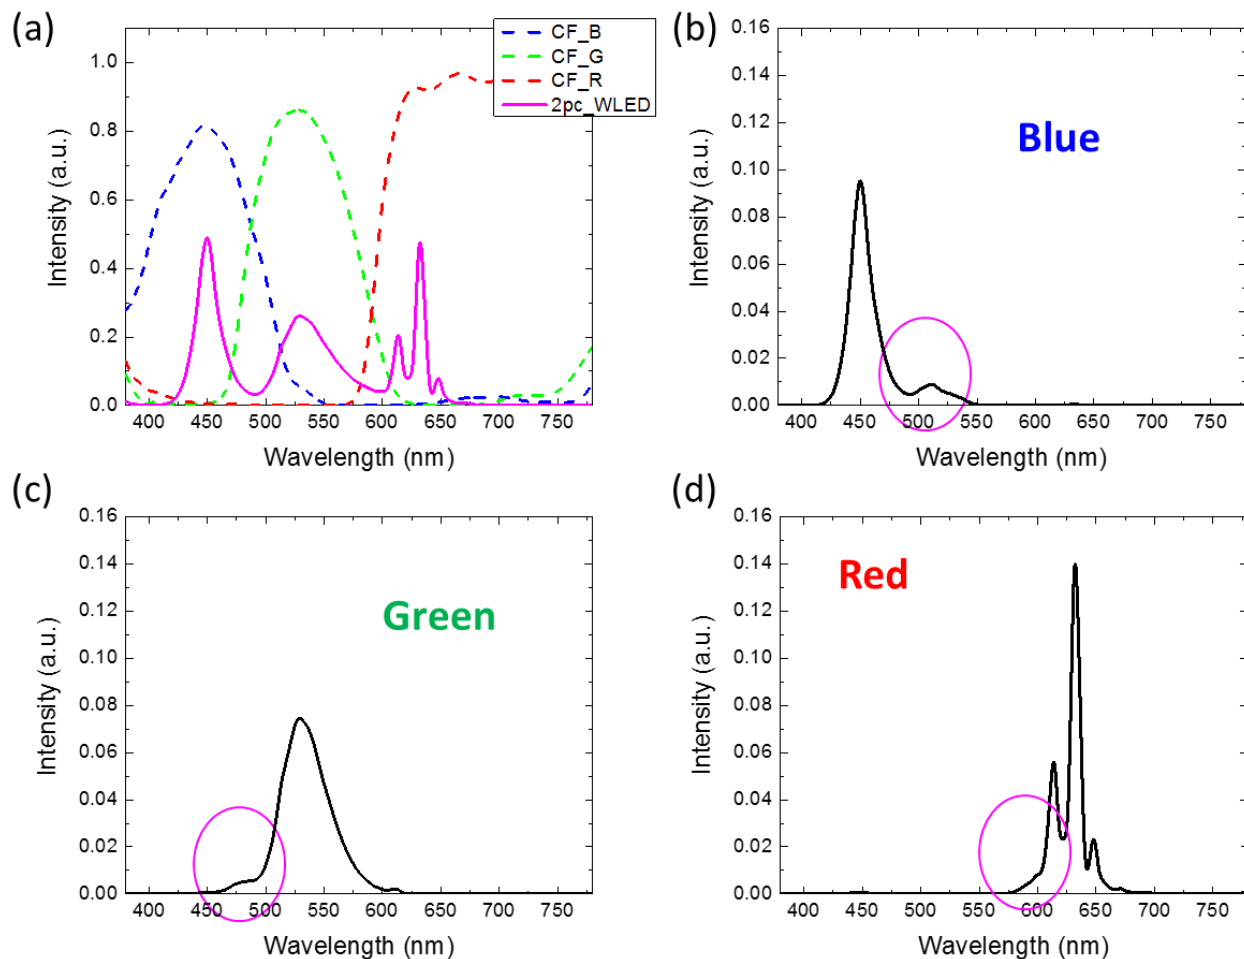 (a)
CF_B
CF_G
CF_R
2pc_WLED
1.0
0.8
0.6
0.4
0.2
0.0
Intensity (a.u.)
400 450 500 550 600 650 700 750
Wavelength (nm)
(b)
0.16
0.14
0.12
0.10
0.08
0.06
0.04
0.02
0.00
Intensity (a.u.)
Blue
400 450 500 550 600 650 700 750
Wavelength (nm)
(c)
0.16
0.14
0.12
0.10
0.08
0.06
0.04
0.02
0.00
Intensity (a.u.)
Green
400 450 500 550 600 650 700 750
Wavelength (nm)
(d)
0.16
0.14
0.12
0.10
0.08
0.06
0.04
0.02
0.00
Intensity (a.u.)
Red
400 450 500 550 600 650 700 750
Wavelength (nm)